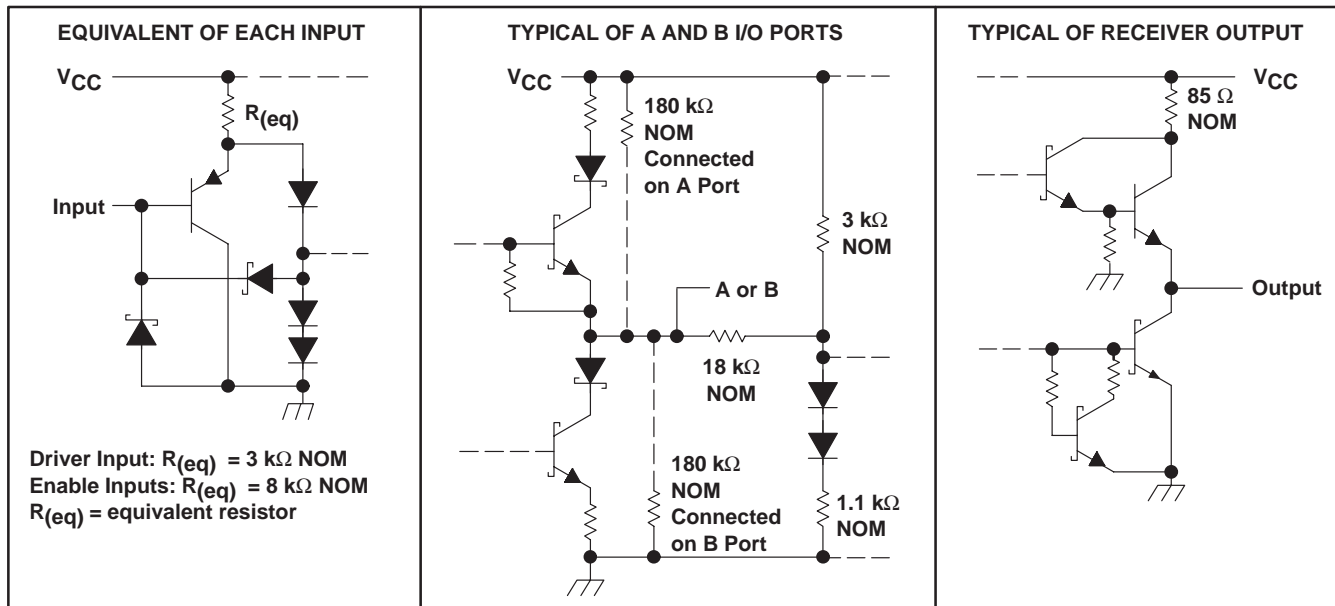 EQUIVALENT OF EACH INPUT
VCC
R(eq)
Input
Driver Input: R(eq) = 3 kΩ NOM
Enable Inputs: R(eq) = 8 kΩ NOM
R(eq) = equivalent resistor
TYPICAL OF A AND B I/O PORTS
VCC
180 kΩ
NOM
Connected
on A Port
3 kΩ
NOM
A or B
18 kΩ
NOM
180 kΩ
NOM
Connected
on B Port
1.1 kΩ
NOM
TYPICAL OF RECEIVER OUTPUT
VCC
85 Ω
NOM
Output